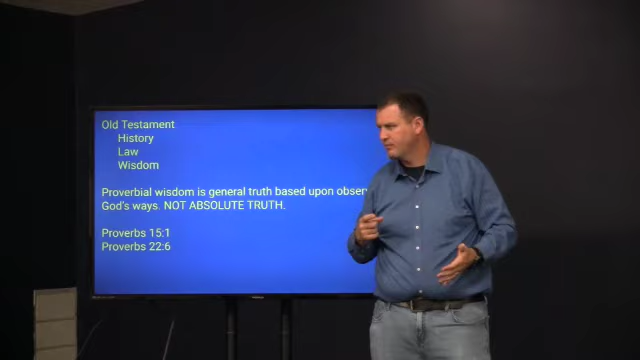 Old Testament
History
Law
Wisdom
Proverbial wisdom is general truth based upon
God's ways. NOT ABSOLUTE TRUTH.
Proverbs 15:1
Proverbs 22:6